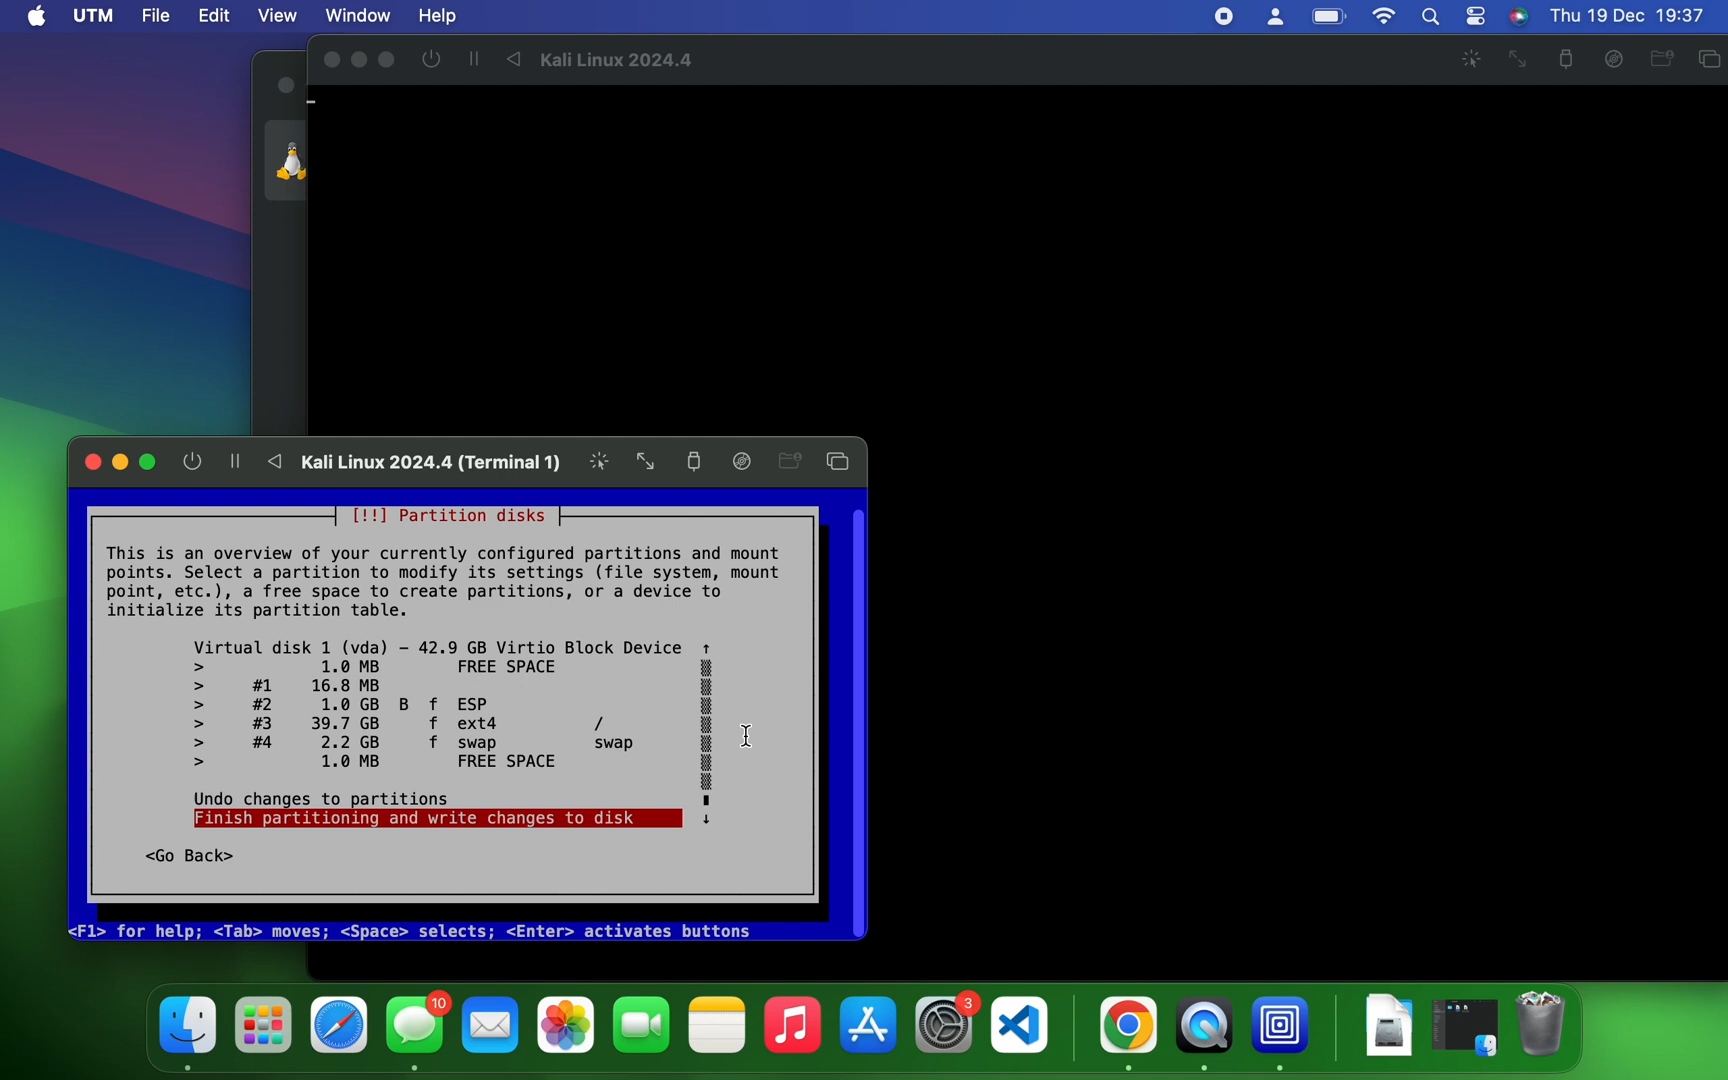 UTM File Edit View Window Help Thu 19 Dec 19:37
Kali Linux 2024.4
Kali Linux 2024.4 (Terminal 1)
[!!] Partition disks
This is an overview of your currently configured partitions and mount
points. Select a partition to modify its settings (file system, mount
point, etc.), a free space to create partitions, or a device to
initialize its partition table.
Virtual disk 1 (vda) - 42.9 GB Virtio Block Device ↑
> 1.0 MB FREE SPACE
> #1 16.8 MB
> #2 1.0 GB B f ESP
> #3 39.7 GB f ext4 /
> #4 2.2 GB f swap swap
> 1.0 MB FREE SPACE
Undo changes to partitions
Finish partitioning and write changes to disk ↓
<Go Back>
<F1> for help; <Tab> moves; <Space> selects; <Enter> activates buttons
10
3